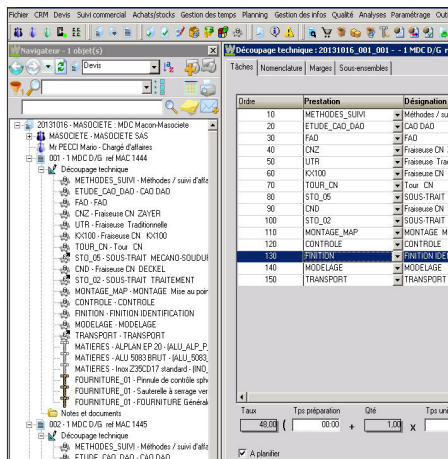 Fichier CRM Devis Suivi commercial Achats/stocks Gestion des temps Planning Gestion des infos Qualité Analyses Paramétrage Out
Navigateur - 1 objet(s)
Devis
20131016 - MASOCIETE : MDC Macon-Masociete
MASOCIETE - MASOCIETE SAS
Mr PECCI Mario - Chargé d'affaires
001 - 1 MDC D/G ref MAC 1444
Découpage technique
METHODES_SUIVI - Méthodes / suivi d'affa
ETUDE_CAO_DAO - CAO DAO
FAO - FAO
CNZ - Fraiseuse CN ZAYER
UTR - Fraiseuse Traditionnelle
KX100 - Fraiseuse CN KX100
TOUR_CN - Tour CN
STO_05 - SOUS-TRAIT MECANO-SOUDUR
CND - Fraiseuse CN DECKEL
STO_02 - SOUS-TRAIT TRAITEMENT
MONTAGE_MAP - MONTAGE Mise au poin
CONTROLE - CONTROLE
FINITION - FINITION IDENTIFICATION
MODELAGE - MODELAGE
TRANSPORT - TRANSPORT
MATIERES - ALPLAN EP 20 - (ALU_ALP_P
MATIERES - ALU 5083 BRUT - (ALU_5083_
MATIERES - Inox Z35CD17 standard - (INO_
FOURNITURE_01 - Pinnule de contrôle sph
FOURNITURE_01 - Sauterelle à serrage ver
FOURNITURE_01 - FOURNITURE Général
Notes et documents
002 - 1 MDC D/G ref MAC 1445
Découpage technique
METHODES_SUIVI - Méthodes / suivi d'affa
ETUDE_CAO_DAO - CAO DAO
Découpage technique : 20131016_001_001 - - 1 MDC D/G r
Tâches Nomenclature Marges Sous-ensembles
Ordre Prestation Désignation
10 METHODES_SUIVI Méthodes / su
20 ETUDE_CAO_DAO CAO DAO
30 FAO FAO
40 CNZ Fraiseuse CN
50 UTR Fraiseuse Trad
60 KX100 Fraiseuse CN
70 TOUR_CN Tour CN
80 STO_05 SOUS-TRAIT
90 CND Fraiseuse CN
100 STO_02 SOUS-TRAIT
110 MONTAGE_MAP MONTAGE M
120 CONTROLE CONTROLE
130 FINITION FINITION IDE
140 MODELAGE MODELAGE
150 TRANSPORT TRANSPORT
Taux Tps préparation Qté Tps uni
48,00 ( 00:00 + 1,00 x
A planifier